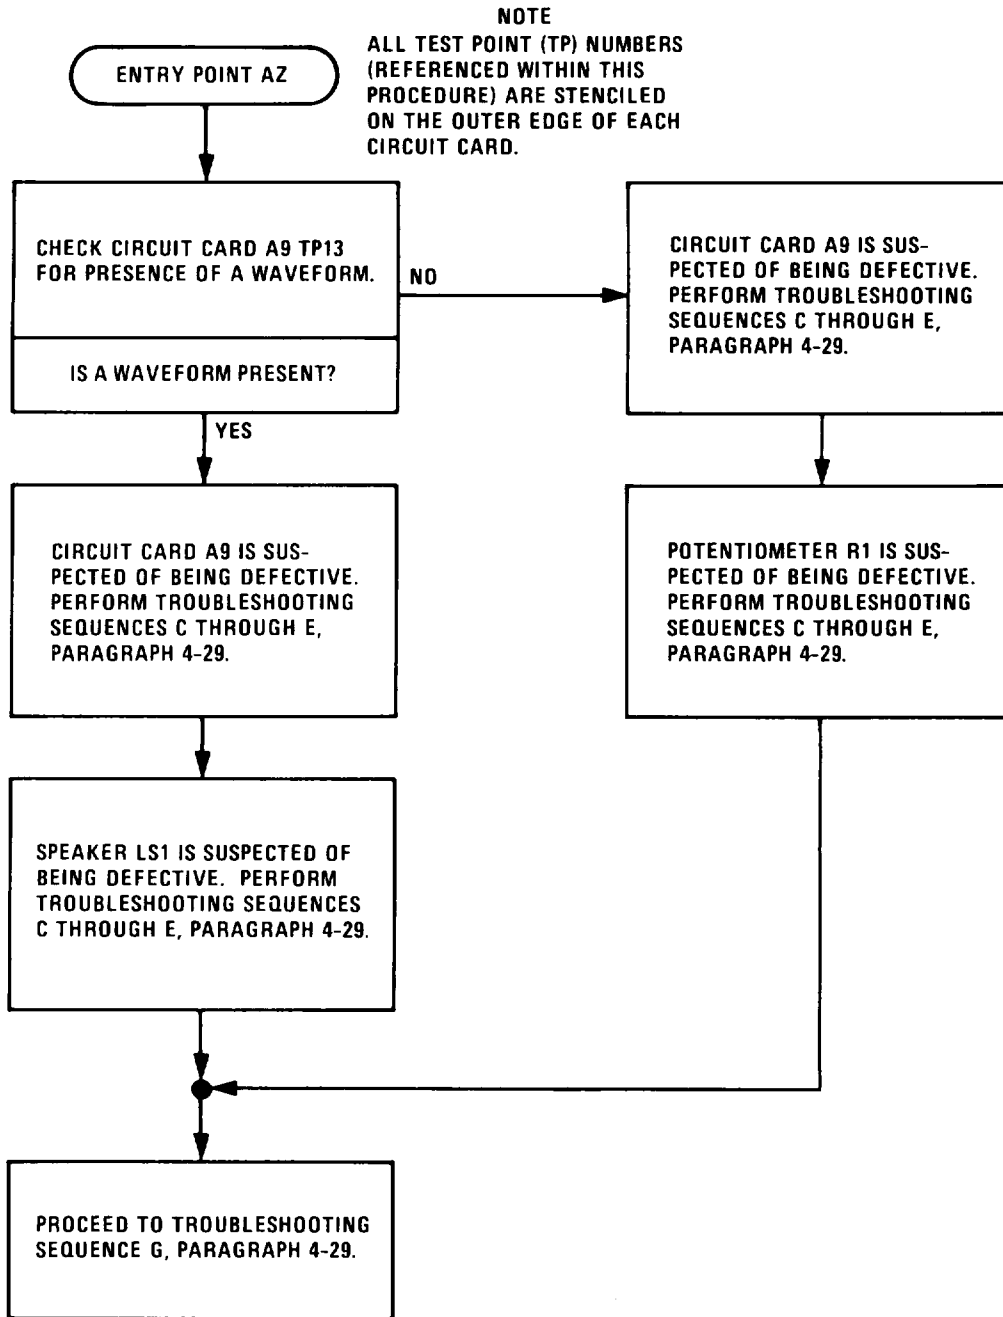 NOTE
ALL TEST POINT (TP) NUMBERS
(REFERENCED WITHIN THIS
PROCEDURE) ARE STENCILED
ON THE OUTER EDGE OF EACH
CIRCUIT CARD.
ENTRY POINT AZ
CHECK CIRCUIT CARD A9 TP13
FOR PRESENCE OF A WAVEFORM.
IS A WAVEFORM PRESENT?
NO
CIRCUIT CARD A9 IS SUS-
PECTED OF BEING DEFECTIVE.
PERFORM TROUBLESHOOTING
SEQUENCES C THROUGH E,
PARAGRAPH 4-29.
YES
CIRCUIT CARD A9 IS SUS-
PECTED OF BEING DEFECTIVE.
PERFORM TROUBLESHOOTING
SEQUENCES C THROUGH E,
PARAGRAPH 4-29.
POTENTIOMETER R1 IS SUS-
PECTED OF BEING DEFECTIVE.
PERFORM TROUBLESHOOTING
SEQUENCES C THROUGH E,
PARAGRAPH 4-29.
SPEAKER LS1 IS SUSPECTED OF
BEING DEFECTIVE. PERFORM
TROUBLESHOOTING SEQUENCES
C THROUGH E, PARAGRAPH 4-29.
PROCEED TO TROUBLESHOOTING
SEQUENCE G, PARAGRAPH 4-29.